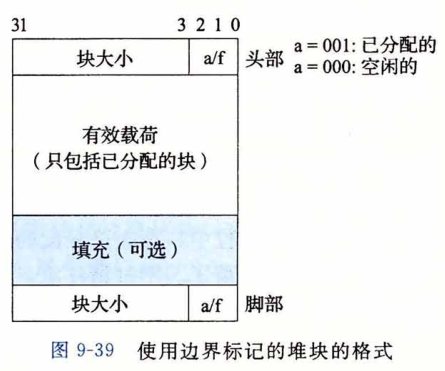 31 3 2 1 0
块大小 a/f 头部 a = 001: 已分配的
a = 000: 空闲的
有效载荷
（只包括已分配的块）
填充（可选）
块大小 a/f 脚部
图 9-39 使用边界标记的堆块的格式